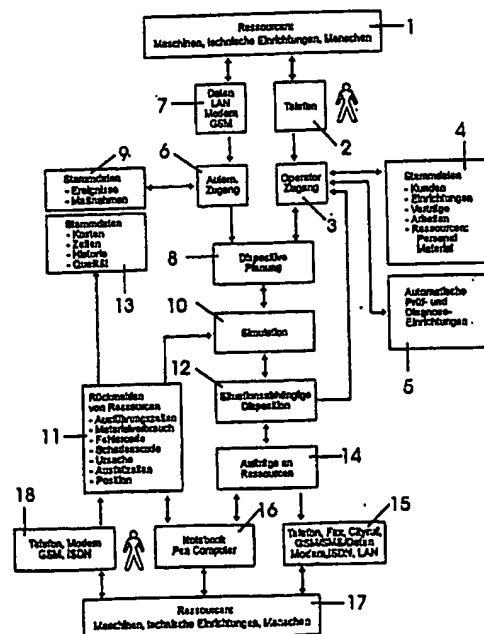 Ressourcen:
Maschinen, technische Einrichtungen, Menschen
1
Daten
LAN
Modem
GSM
7
Telefon
2
4
9
6
Stammdaten
- Ereignisse
- Maßnahmen
Autom.
Zugang
Operator
Zugang
3
Stammdaten
- Kunden
- Einrichtungen
- Verträge
- Arbeiten
- Ressourcen:
Personal
Material
Stammdaten
- Kosten
- Zeiten
- Historie
- Qualität
13
8
Dispositive
Planung
Automatische
Prüf- und
Diagnose-
Einrichtungen
5
10
Simulation
12
Situationsabhängige
Disposition
11
Rückmelden
von Ressourcen
- Ausführungszeiten
- Materialverbrauch
- Fehlercode
- Schadenscode
- Ursache
- Ausfallzeiten
- Position
Aufträge an
Ressourcen
14
18
16
15
Telefon, Modem
GSM, ISDN
Notebook
Pen Computer
Telefon, Fax, Cityruf,
GSM/SMS/Daten
Modem, ISDN, LAN
Ressourcen:
Maschinen, technische Einrichtungen, Menschen
17